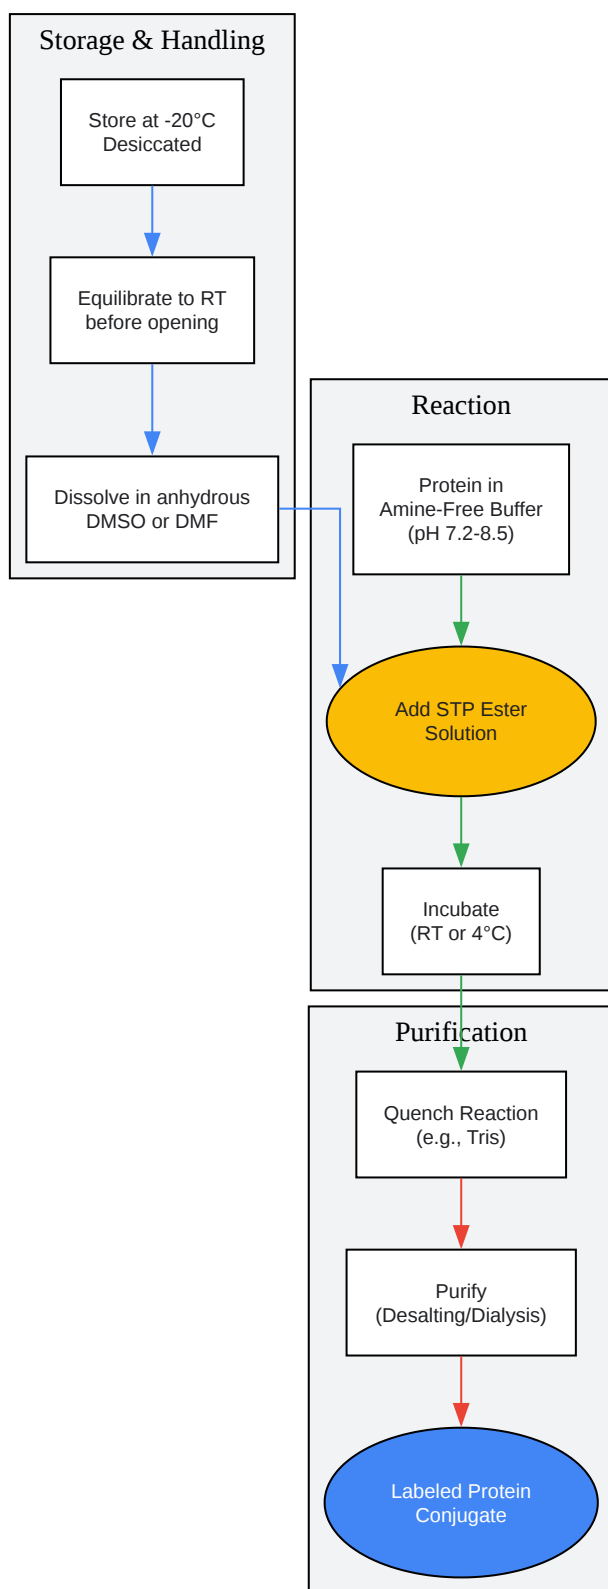 Storage & Handling
Store at -20°C
Desiccated
Equilibrate to RT
before opening
Dissolve in anhydrous
DMSO or DMF
Reaction
Protein in
Amine-Free Buffer
(pH 7.2-8.5)
Add STP Ester
Solution
Incubate
(RT or 4°C)
Purification
Quench Reaction
(e.g., Tris)
Purify
(Desalting/Dialysis)
Labeled Protein
Conjugate